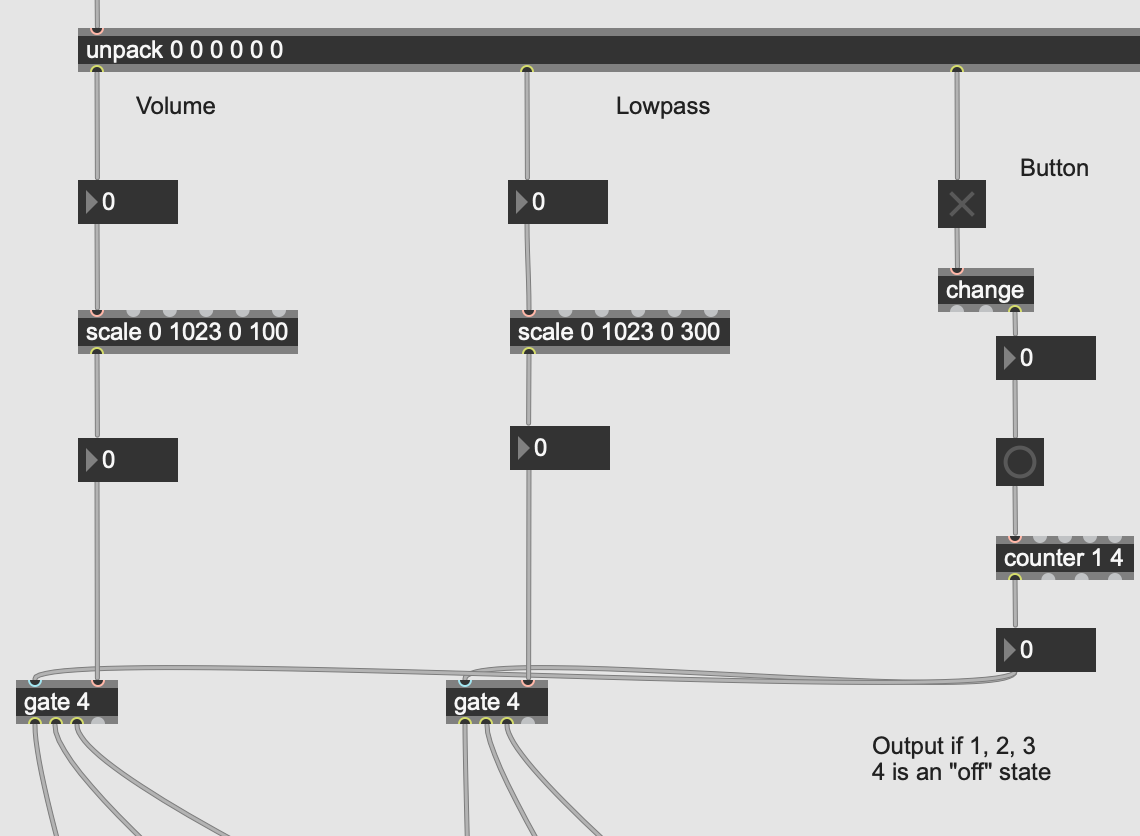 unpack 0 0 0 0 0 0
Volume
Lowpass
Button
0
0
change
scale 0 1023 0 100
scale 0 1023 0 300
0
0
0
counter 1 4
0
gate 4
gate 4
Output if 1, 2, 3
4 is an "off" state